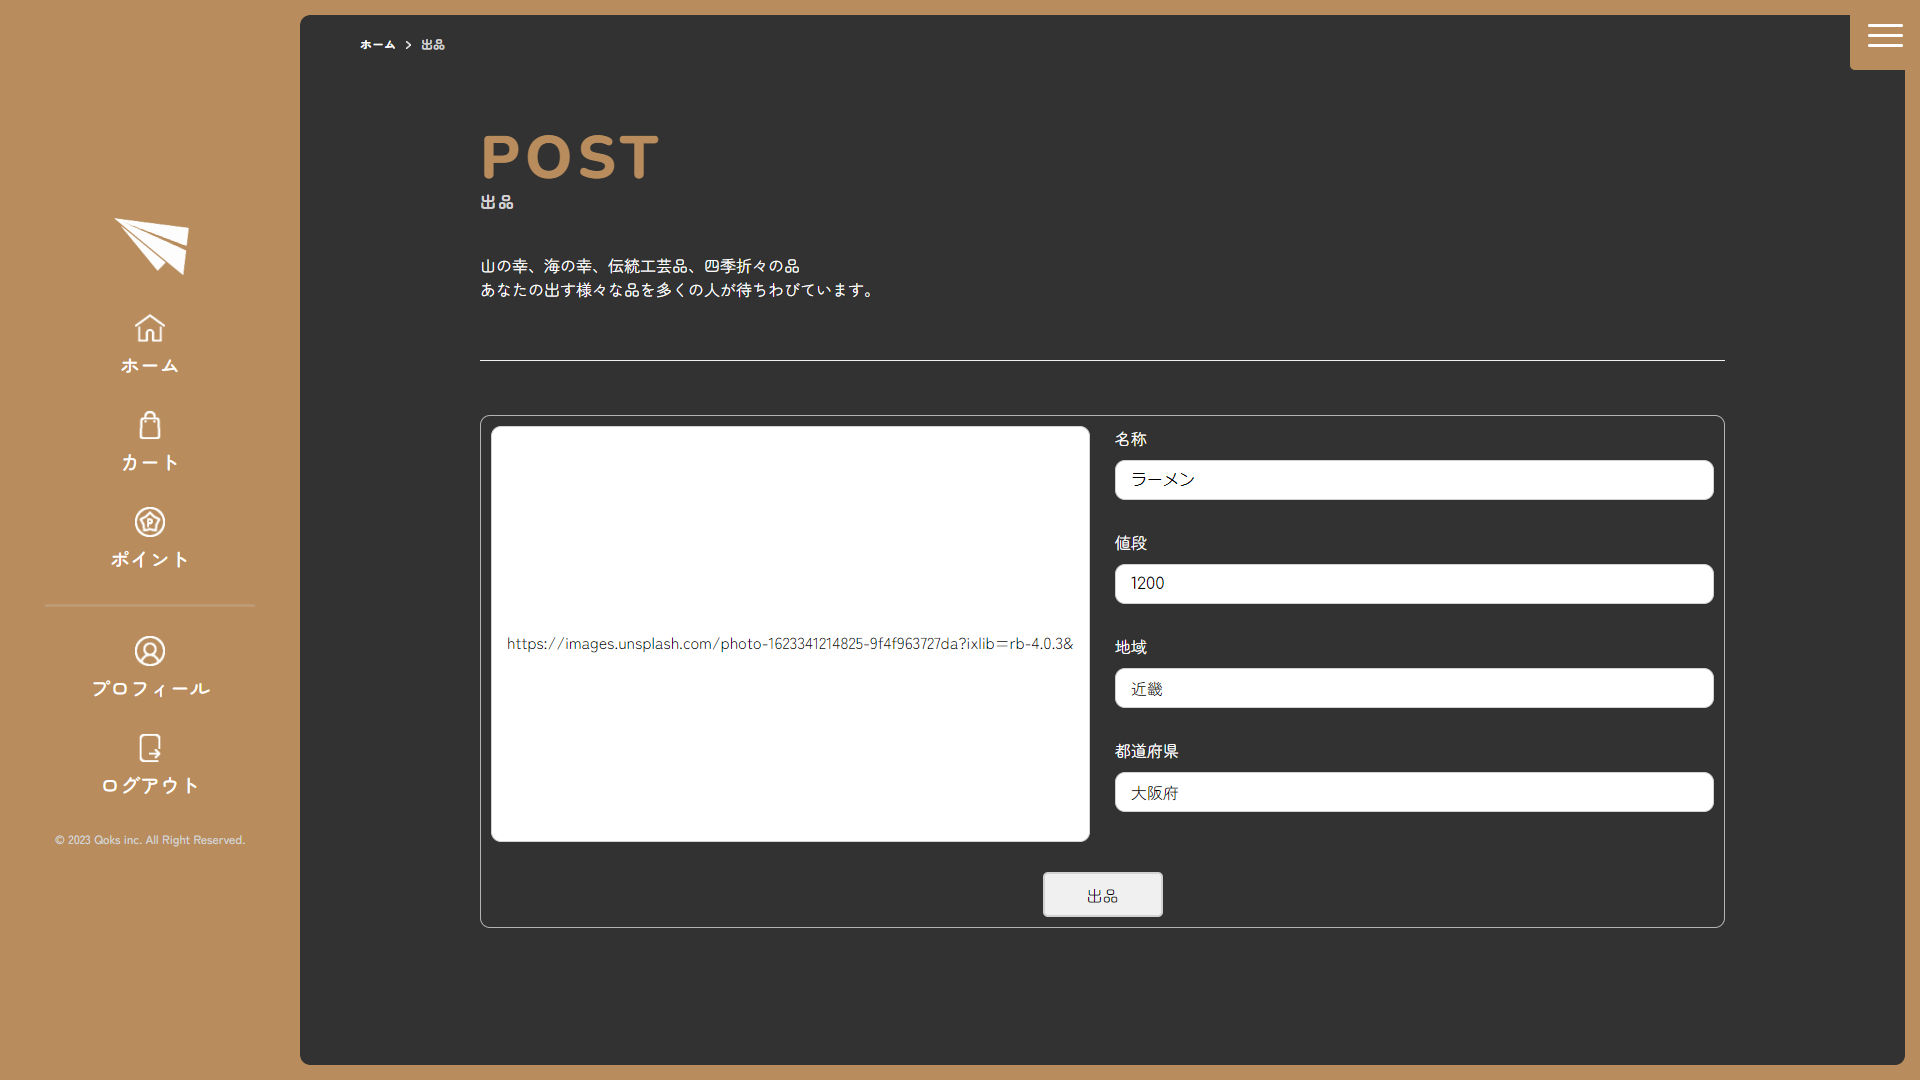 ホーム > 出品
POST
出品
山の幸、海の幸、伝統工芸品、四季折々の品
あなたの出す様々な品を多くの人が待ちわびています。
ホーム
カート
P
ポイント
プロフィール
ログアウト
© 2023 Qoks inc. All Right Reserved.
https://images.unsplash.com/photo-1623341214825-9f4f963727da?ixlib=rb-4.0.3&
名称
ラーメン
値段
1200
地域
近畿
都道府県
大阪府
出品